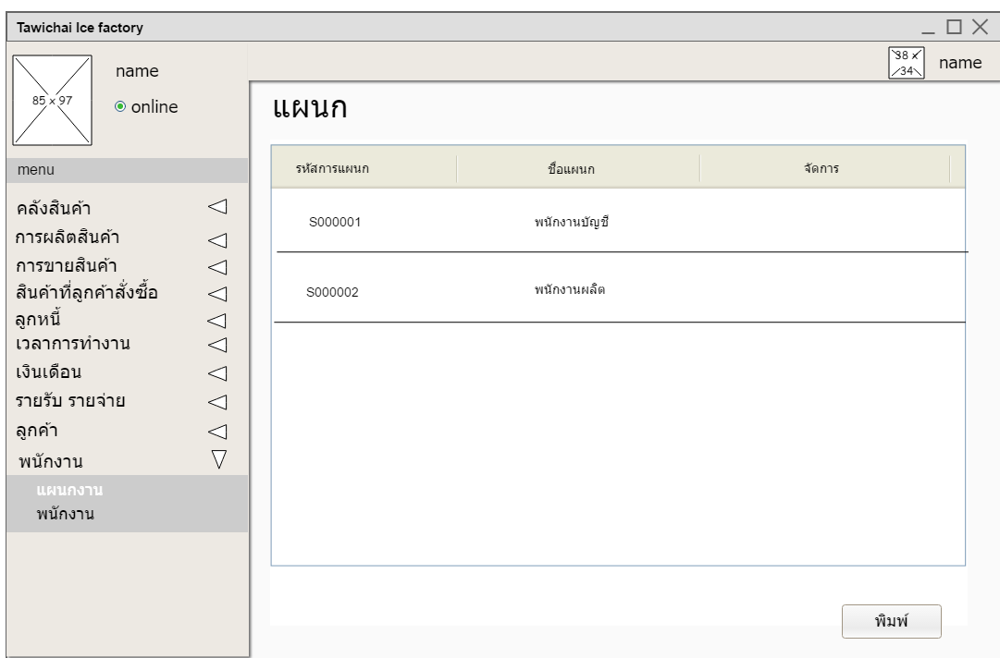 Tawichai Ice factory
85 x 97
name
online
38 x
34
name
menu
คลังสินค้า
การผลิตสินค้า
การขายสินค้า
สินค้าที่ลูกค้าสั่งซื้อ
ลูกหนี้
เวลาการทำงาน
เงินเดือน
รายรับ รายจ่าย
ลูกค้า
พนักงาน
แผนกงาน
พนักงาน
แผนก
รหัสการแผนก ชื่อแผนก จัดการ
S000001 พนักงานบัญชี
S000002 พนักงานผลิต
พิมพ์